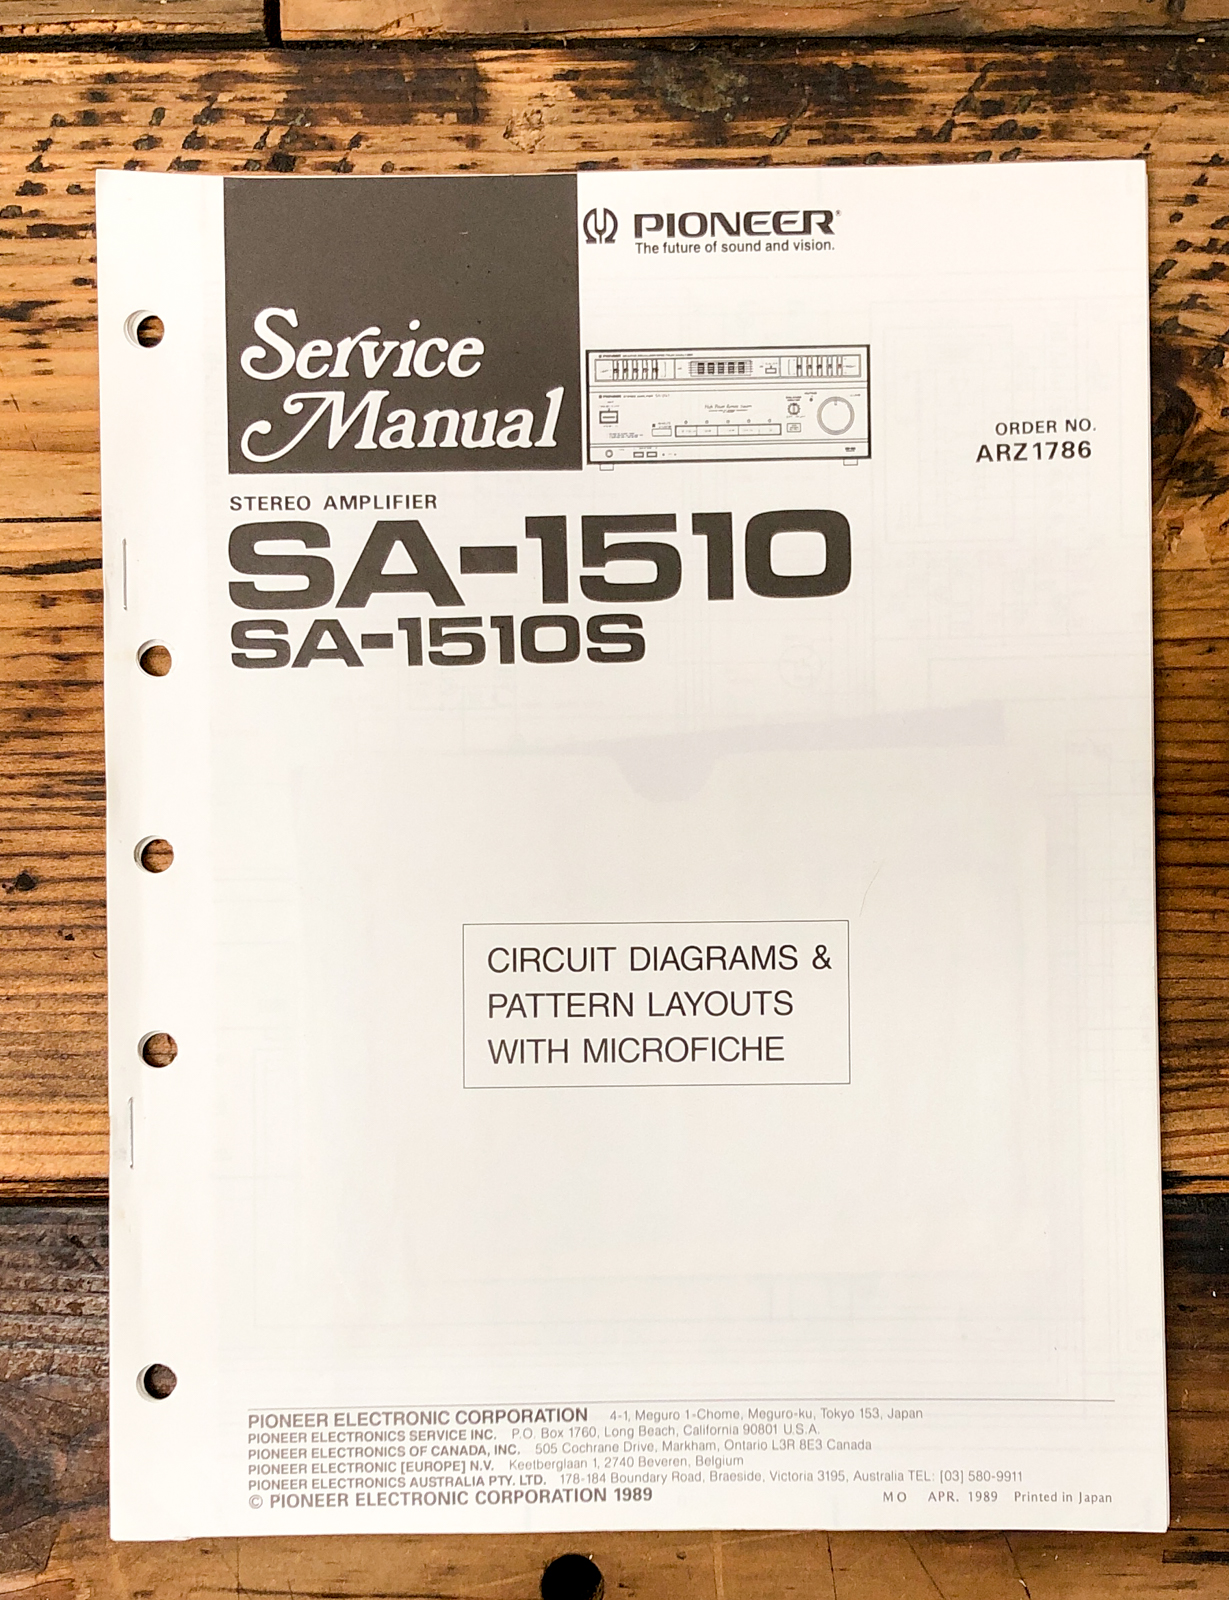 Service
Manual
PIONEER®
The future of sound and vision.
ORDER NO.
ARZ1786
STEREO AMPLIFIER
SA-1510
SA-1510S
CIRCUIT DIAGRAMS &
PATTERN LAYOUTS
WITH MICROFICHE
PIONEER ELECTRONIC CORPORATION 4-1, Meguro 1-Chome, Meguro-ku, Tokyo 153, Japan
PIONEER ELECTRONICS SERVICE INC. P.O. Box 1760, Long Beach, California 90801 U.S.A.
PIONEER ELECTRONICS OF CANADA, INC. 505 Cochrane Drive, Markham, Ontario L3R 8E3 Canada
PIONEER ELECTRONIC [EUROPE] N.V. Keetberglaan 1, 2740 Beveren, Belgium
PIONEER ELECTRONICS AUSTRALIA PTY. LTD. 178-184 Boundary Road, Braeside, Victoria 3195, Australia TEL: [03] 580-9911
© PIONEER ELECTRONIC CORPORATION 1989
MO APR. 1989 Printed in Japan